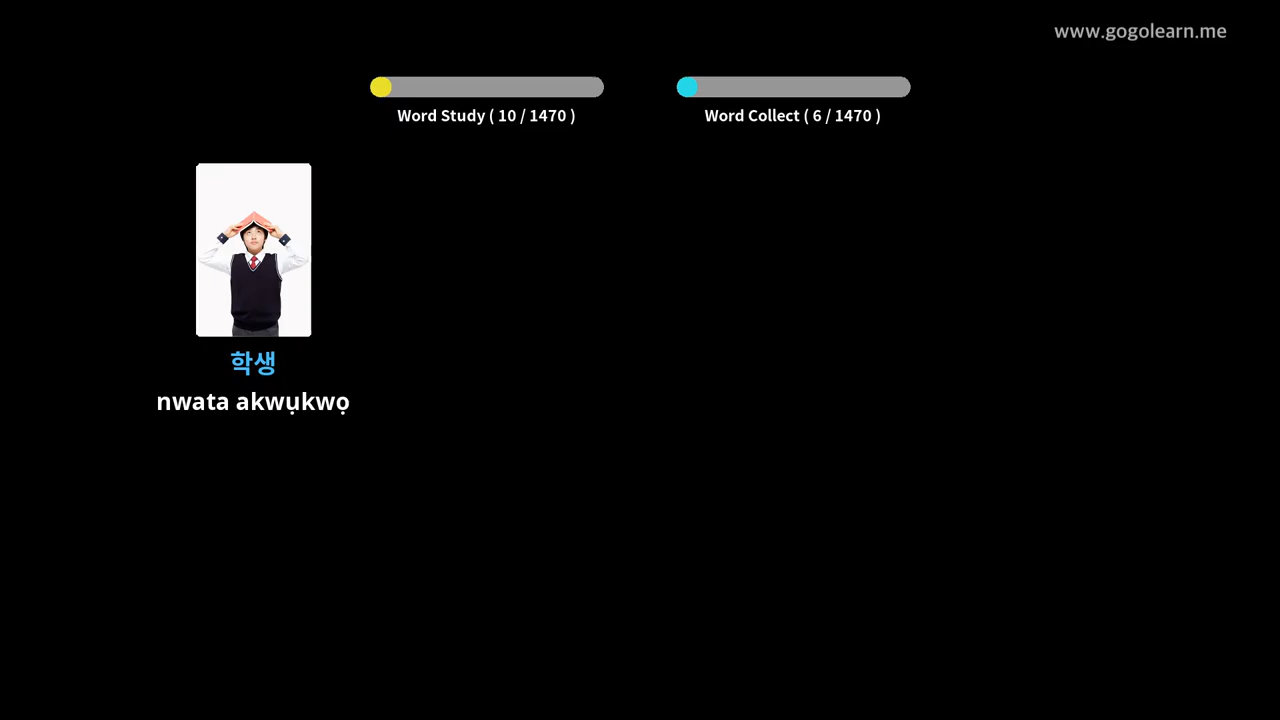 www.gogolearn.me
Word Study ( 10 / 1470 )
Word Collect ( 6 / 1470 )
학생
nwata akwụkwọ